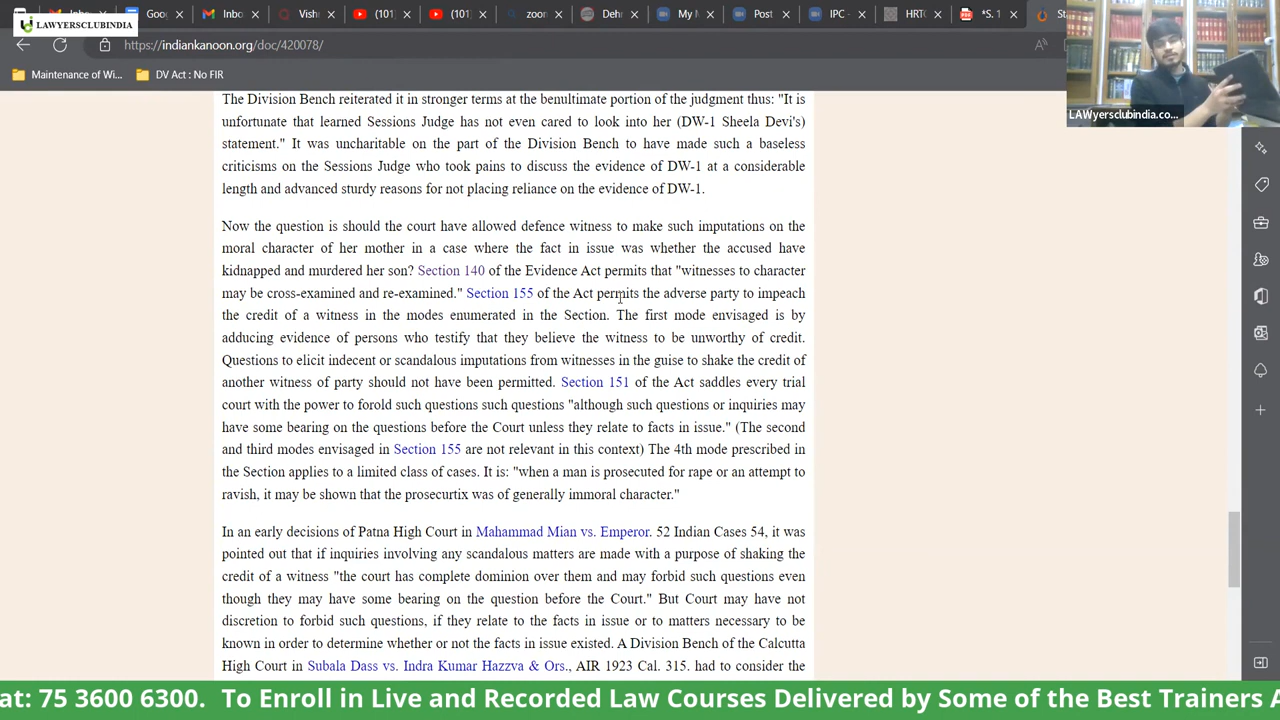 Goo
Inbo
Vish
(101)
(101
zoor
Dehr
My M
Post
C -
HRT
*S.
LAWYERSCLUBINDIA
https://indiankanoon.org/doc/420078/
Maintenance of Wi...
DV Act : No FIR
LAWyersclubindia.co...
The Division Bench reiterated it in stronger terms at the benultimate portion of the judgment thus: "It is
unfortunate that learned Sessions Judge has not even cared to look into her (DW-1 Sheela Devi's)
statement." It was uncharitable on the part of the Division Bench to have made such a baseless
criticisms on the Sessions Judge who took pains to discuss the evidence of DW-1 at a considerable
length and advanced sturdy reasons for not placing reliance on the evidence of DW-1.
Now the question is should the court have allowed defence witness to make such imputations on the
moral character of her mother in a case where the fact in issue was whether the accused have
kidnapped and murdered her son? Section 140 of the Evidence Act permits that "witnesses to character
may be cross-examined and re-examined." Section 155 of the Act permits the adverse party to impeach
the credit of a witness in the modes enumerated in the Section. The first mode envisaged is by
adducing evidence of persons who testify that they believe the witness to be unworthy of credit.
Questions to elicit indecent or scandalous imputations from witnesses in the guise to shake the credit of
another witness of party should not have been permitted. Section 151 of the Act saddles every trial
court with the power to forold such questions such questions "although such questions or inquiries may
have some bearing on the questions before the Court unless they relate to facts in issue." (The second
and third modes envisaged in Section 155 are not relevant in this context) The 4th mode prescribed in
the Section applies to a limited class of cases. It is: "when a man is prosecuted for rape or an attempt to
ravish, it may be shown that the prosecurtix was of generally immoral character."
In an early decisions of Patna High Court in Mahammad Mian vs. Emperor. 52 Indian Cases 54, it was
pointed out that if inquiries involving any scandalous matters are made with a purpose of shaking the
credit of a witness "the court has complete dominion over them and may forbid such questions even
though they may have some bearing on the question before the Court." But Court may have not
discretion to forbid such questions, if they relate to the facts in issue or to matters necessary to be
known in order to determine whether or not the facts in issue existed. A Division Bench of the Calcutta
High Court in Subala Dass vs. Indra Kumar Hazzva & Ors., AIR 1923 Cal. 315. had to consider the
at: 75 3600 6300. To Enroll in Live and Recorded Law Courses Delivered by Some of the Best Trainers